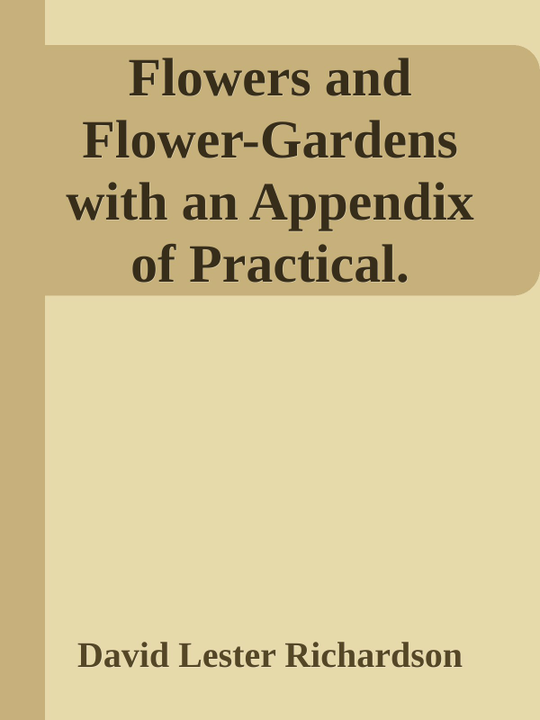 Flowers and
Flower-Gardens
with an Appendix
of Practical.
David Lester Richardson